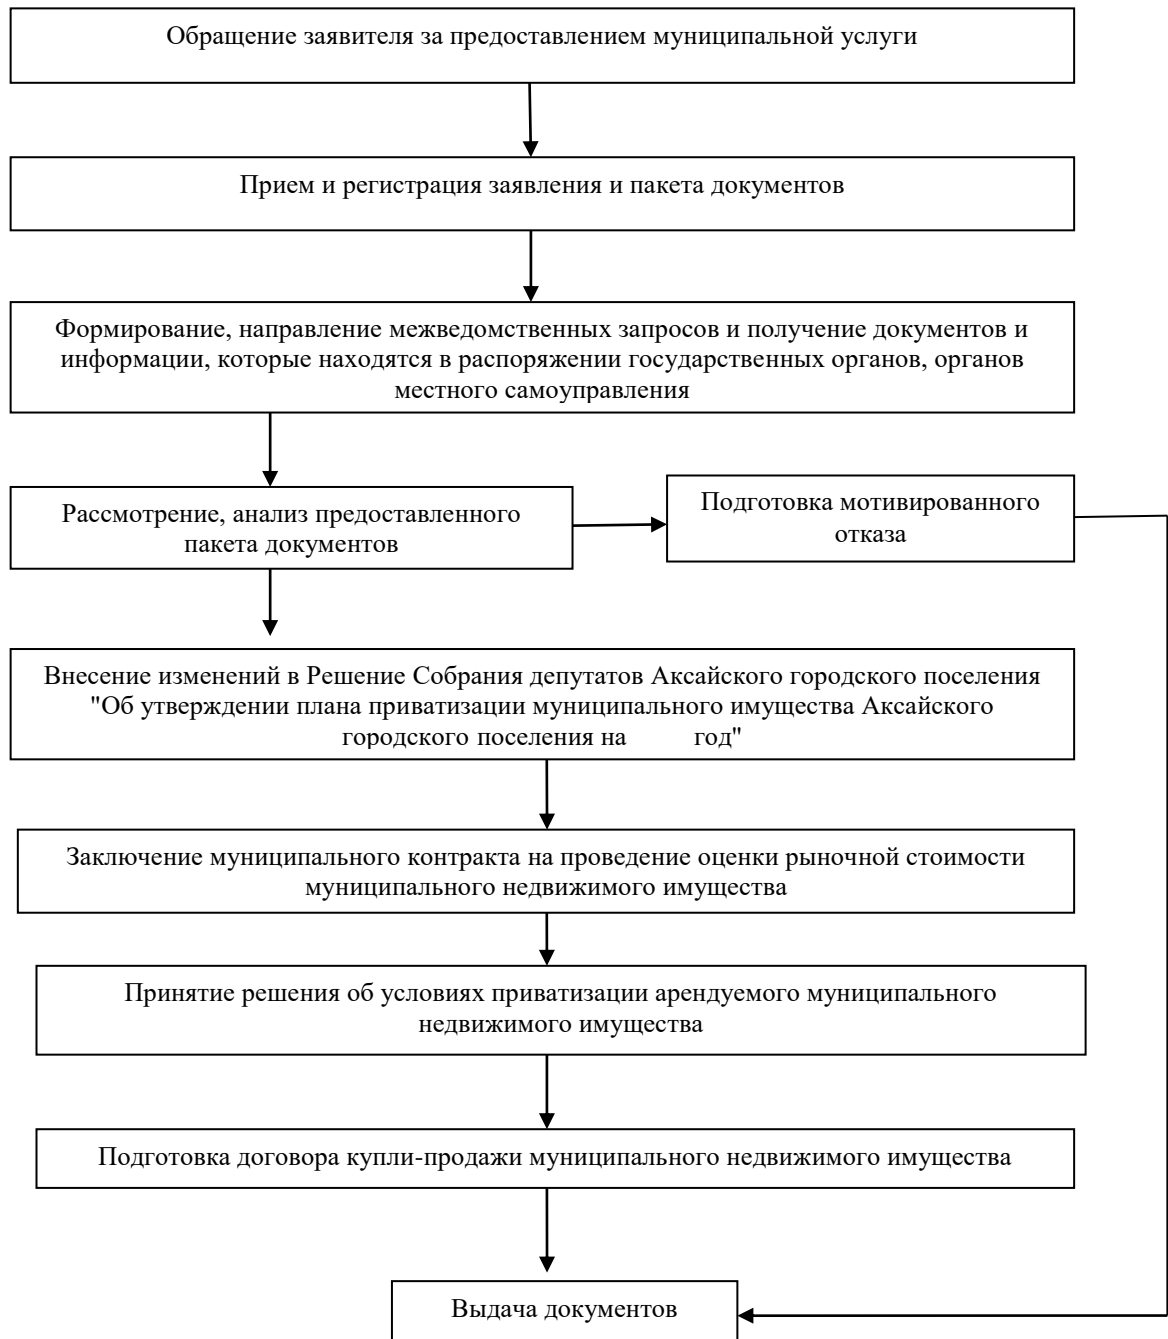 Обращение заявителя за предоставлением муниципальной услуги
Прием и регистрация заявления и пакета документов
Формирование, направление межведомственных запросов и получение документов и
информации, которые находятся в распоряжении государственных органов, органов
местного самоуправления
Рассмотрение, анализ предоставленного
пакета документов
Подготовка мотивированного
отказа
Внесение изменений в Решение Собрания депутатов Аксайского городского поселения
"Об утверждении плана приватизации муниципального имущества Аксайского
городского поселения на год"
Заключение муниципального контракта на проведение оценки рыночной стоимости
муниципального недвижимого имущества
Принятие решения об условиях приватизации арендуемого муниципального
недвижимого имущества
Подготовка договора купли-продажи муниципального недвижимого имущества
Выдача документов